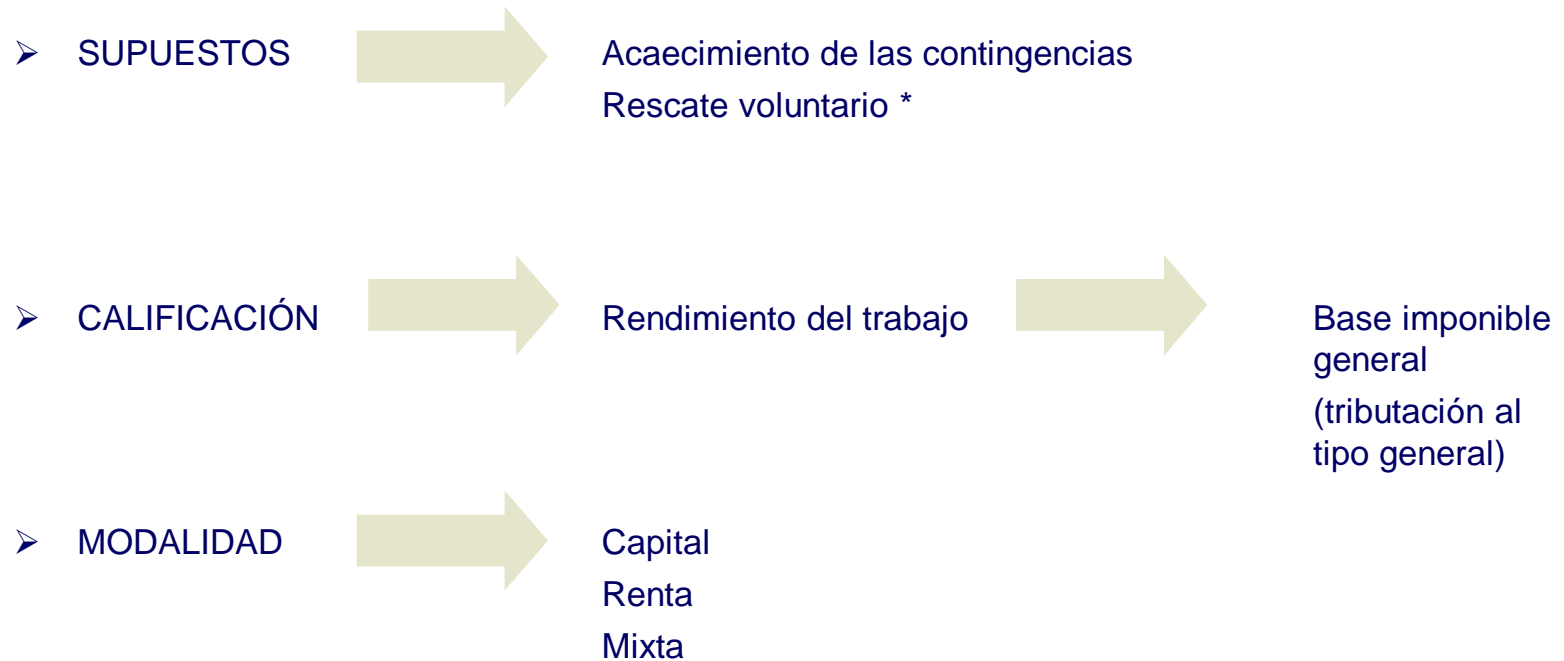 ➢ SUPUESTOS Acaecimiento de las contingencias
Rescate voluntario *
➢ CALIFICACIÓN Rendimiento del trabajo Base imponible
general
(tributación al
tipo general)
➢ MODALIDAD Capital
Renta
Mixta